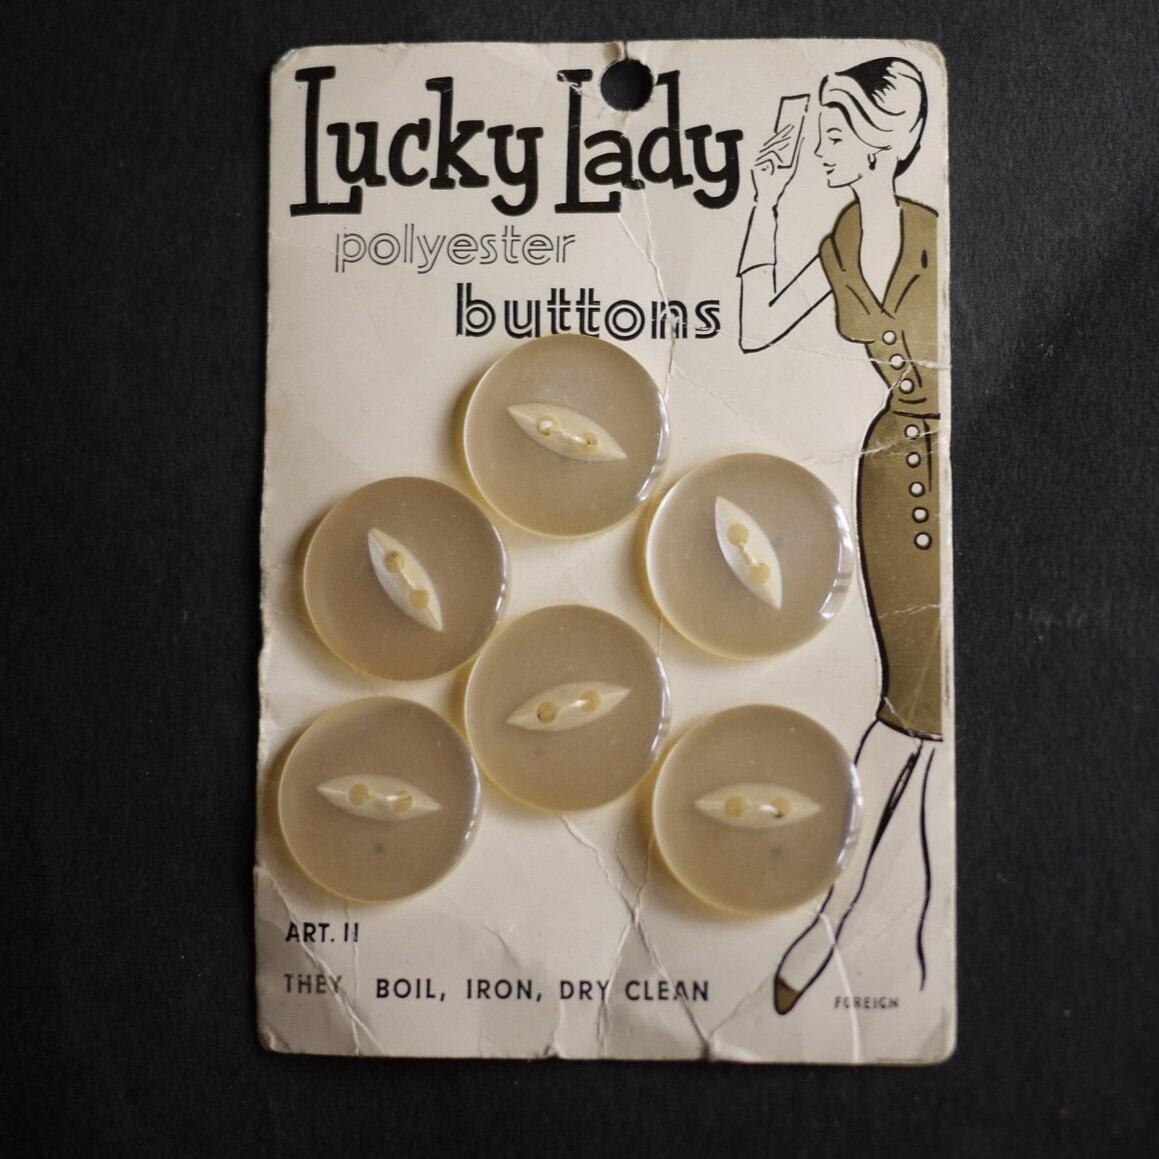 Lucky Lady
polyester
buttons
ART. 11
THEY BOIL, IRON, DRY CLEAN
FOREIGN